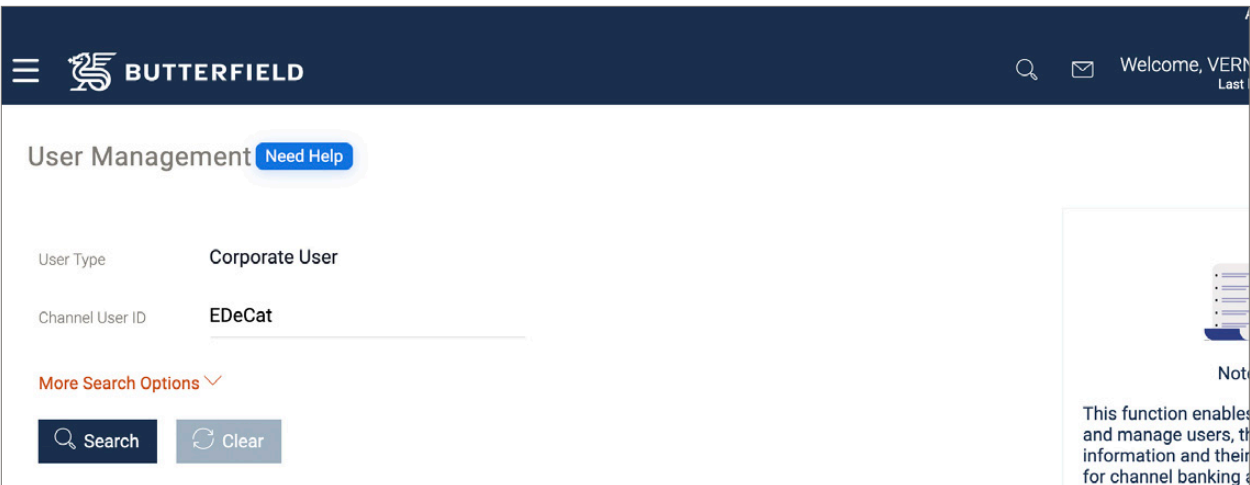 BUTTERFIELD
Welcome, VERN
Last
User Management Need Help
User Type Corporate User
Channel User ID EDeCat
More Search Options
Search Clear
Note
This function enables
and manage users, th
information and their
for channel banking a